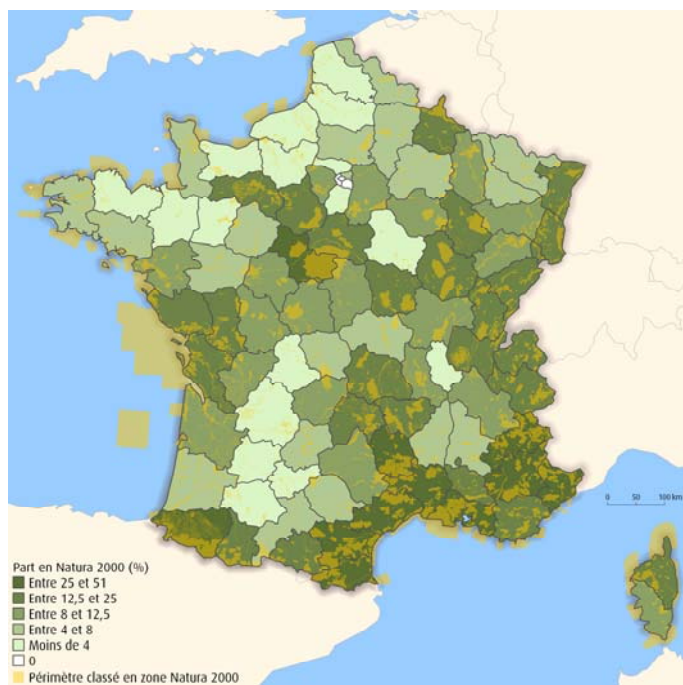 0 50 100 km
Part en Natura 2000 (%)
Entre 25 et 51
Entre 12,5 et 25
Entre 8 et 12,5
Entre 4 et 8
Moins de 4
0
Périmètre classé en zone Natura 2000